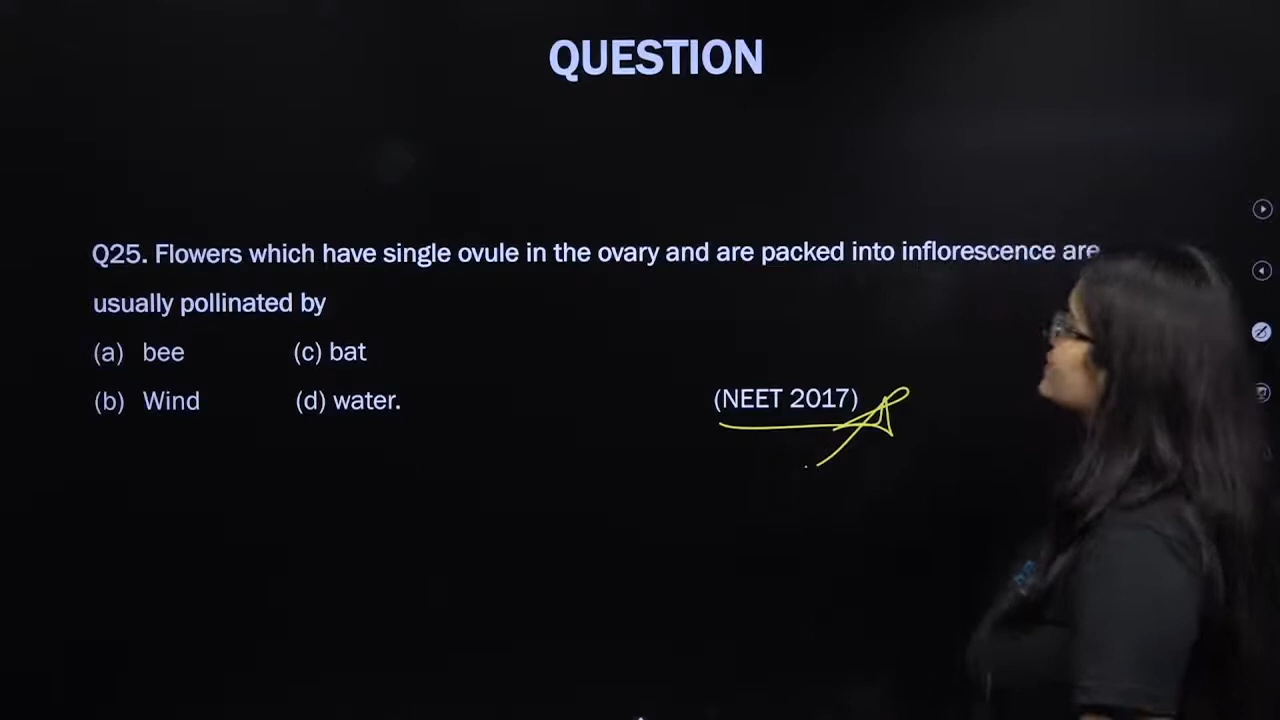 QUESTION
Q25. Flowers which have single ovule in the ovary and are packed into inflorescence are
usually pollinated by
(a) bee (c) bat
(b) Wind (d) water.
(NEET 2017)